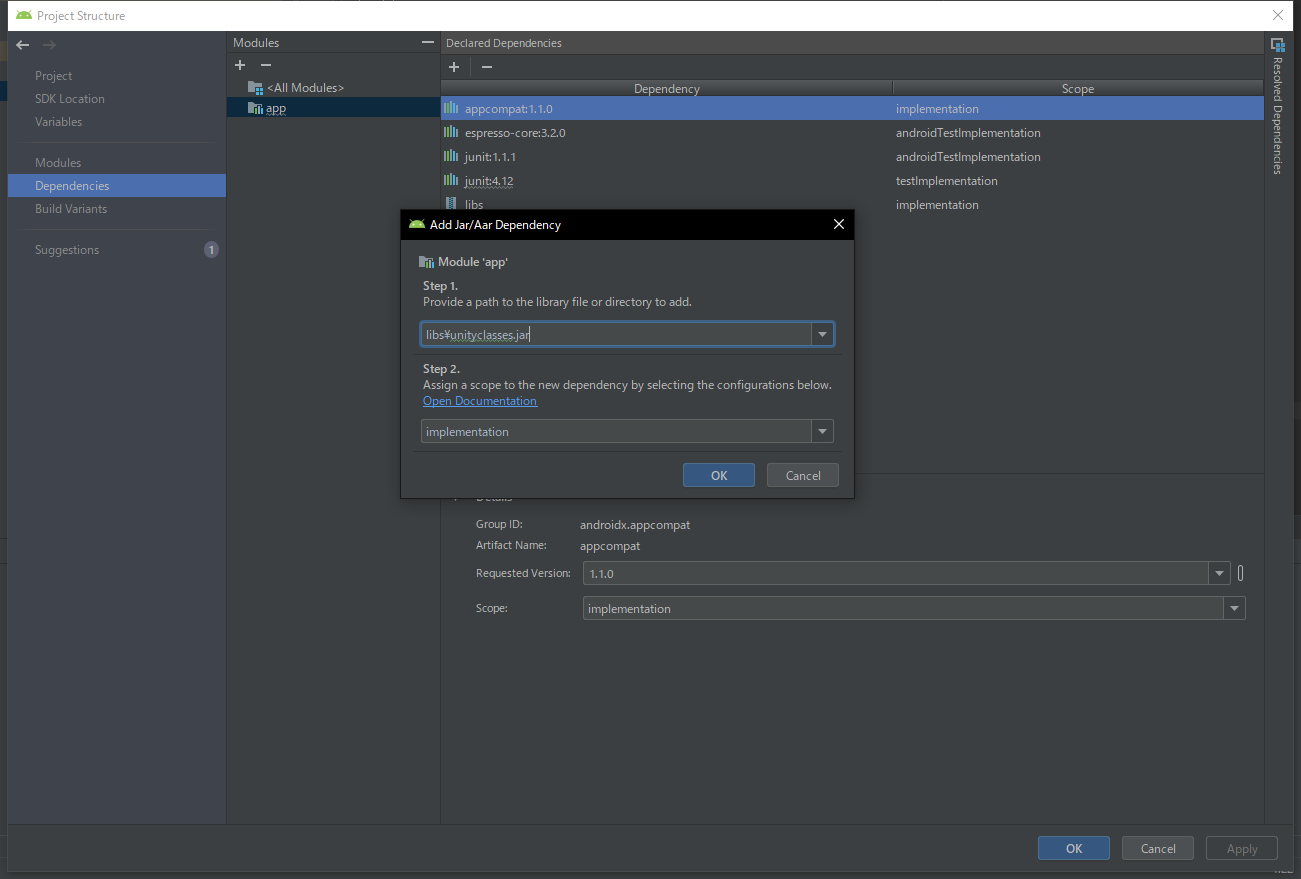 Project Structure
Project
SDK Location
Variables
Modules
Dependencies
Build Variants
Suggestions
1
Modules
<All Modules>
app
Declared Dependencies
Dependency Scope
appcompat:1.1.0 implementation
espresso-core:3.2.0 androidTestImplementation
junit:1.1.1 androidTestImplementation
junit:4.12 testImplementation
libs implementation
Resolved Dependencies
Add Jar/Aar Dependency
Module 'app'
Step 1.
Provide a path to the library file or directory to add.
libs¥unityclasses.jar
Step 2.
Assign a scope to the new dependency by selecting the configurations below.
Open Documentation
implementation
OK Cancel
Details
Group ID: androidx.appcompat
Artifact Name: appcompat
Requested Version: 1.1.0
Scope: implementation
OK Cancel Apply